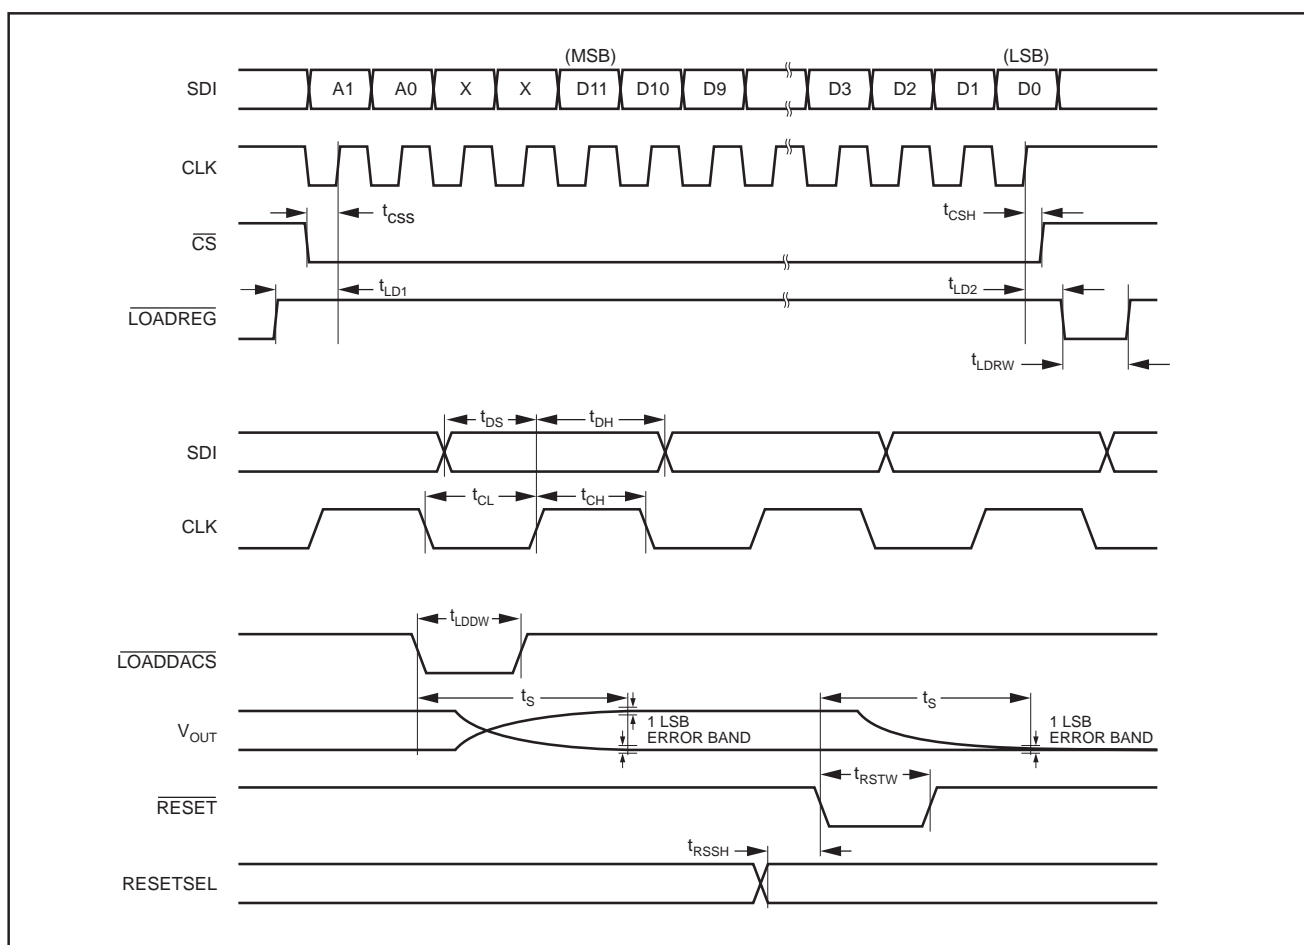 (MSB) (LSB)
SDI A1 A0 X X D11 D10 D9 D3 D2 D1 D0
CLK
tCSS tCSH
CS
tLD1 tLD2
LOADREG
tLDRW
tDS tDH
SDI
tCL tCH
CLK
tLDDW
LOADDACS
tS tS
1 LSB 1 LSB
VOUT ERROR BAND ERROR BAND
tRSTW
RESET
tRSSH
RESETSEL